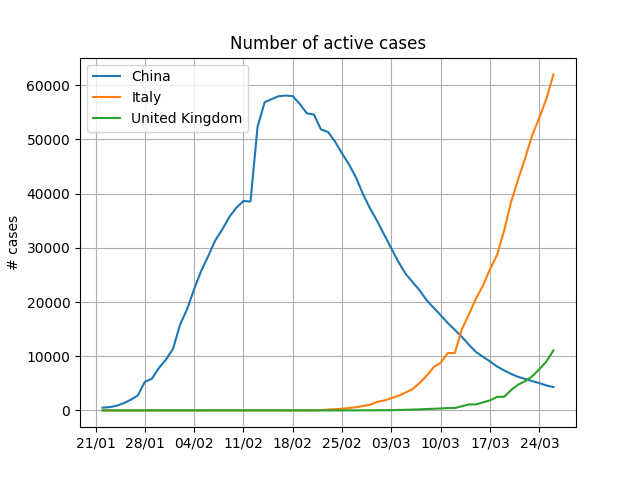 Number of active cases
China
Italy
United Kingdom
# cases
60000
50000
40000
30000
20000
10000
0
21/01 28/01 04/02 11/02 18/02 25/02 03/03 10/03 17/03 24/03